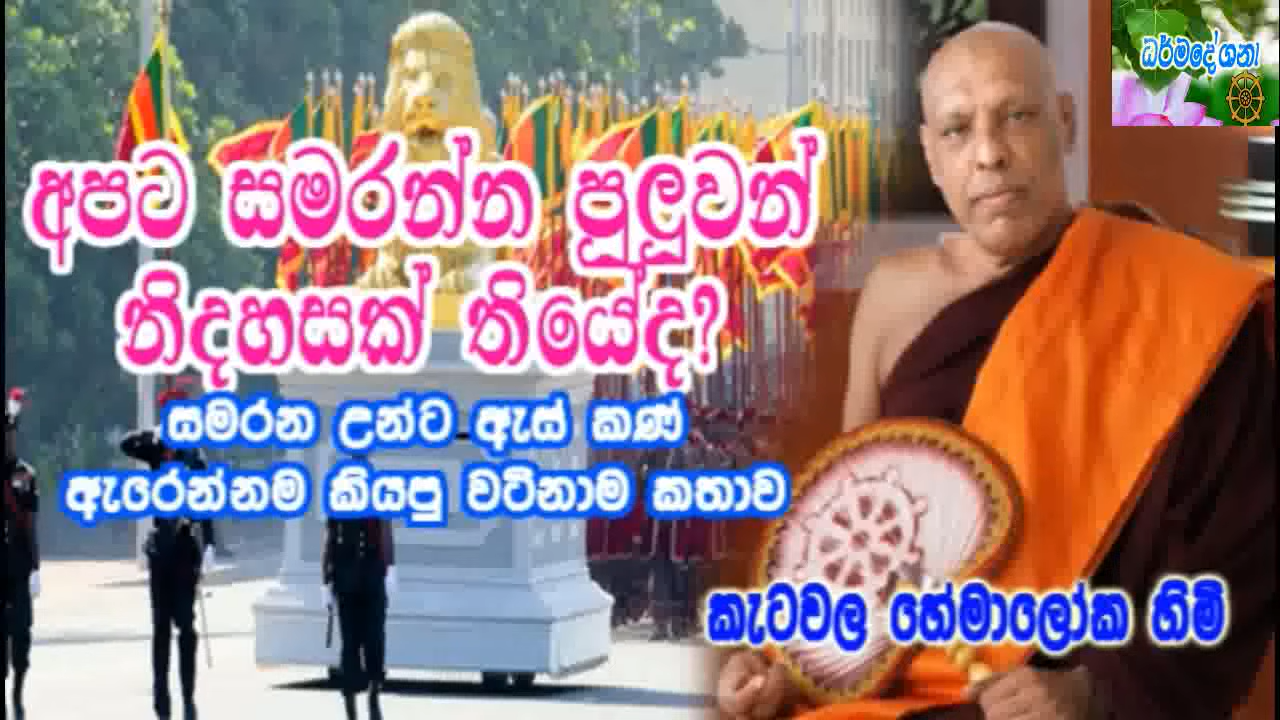 ධර්මදේශනා
අපට සමරන්න පූලූවන්
නිදහසක් තියේද?
සමරන උන්ට ඇස් කණ්
ඇරෙන්නම කියපු වටිනාම කතාව
කැටවල හේමාලෝක හිමි